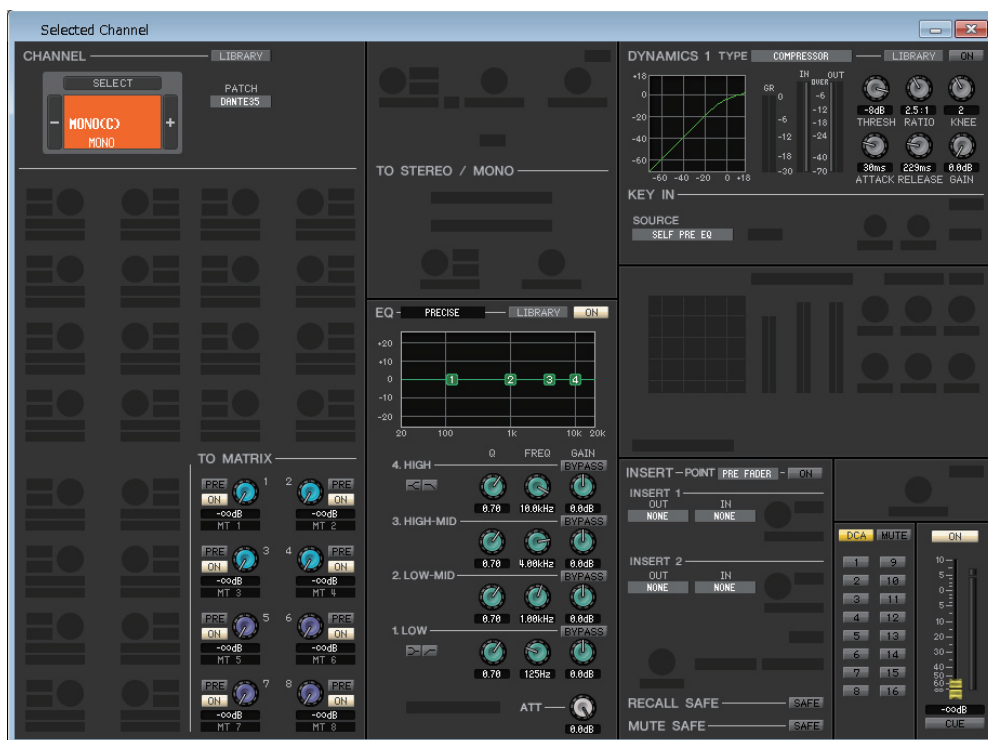 Selected Channel
CHANNEL LIBRARY
SELECT
PATCH
DANTE35
- MONO(C) +
MONO
TO STEREO / MONO
DYNAMICS 1 TYPE COMPRESSOR LIBRARY ON
+18
0
-20
-40
-60
-60 -40 -20 0 +18
GR
0
-6
-12
-18
-30
IN OUT
OVER
-6
-12
-18
-24
-40
-70
-8dB 2.5:1 2
THRESH RATIO KNEE
30ms 229ms 0.0dB
ATTACK RELEASE GAIN
KEY IN
SOURCE
SELF PRE EQ
EQ PRECISE LIBRARY ON
+20
+10
0
-10
-20
1 2 3 4
20 100 1k 10k 20k
Q FREQ GAIN
4. HIGH BYPASS
0.70 10.0kHz 0.0dB
3. HIGH-MID BYPASS
0.70 4.00kHz 0.0dB
2. LOW-MID BYPASS
0.70 1.00kHz 0.0dB
1. LOW BYPASS
0.70 125Hz 0.0dB
ATT
0.0dB
TO MATRIX
PRE 1 2 PRE
ON ON
-∞dB -∞dB
MT 1 MT 2
PRE 3 4 PRE
ON ON
-∞dB -∞dB
MT 3 MT 4
PRE 5 6 PRE
ON ON
-∞dB -∞dB
MT 5 MT 6
PRE 7 8 PRE
ON ON
-∞dB -∞dB
MT 7 MT 8
INSERT POINT PRE FADER ON
INSERT 1
OUT IN
NONE NONE
INSERT 2
OUT IN
NONE NONE
RECALL SAFE SAFE
MUTE SAFE SAFE
DCA MUTE
1 9
2 10
3 11
4 12
5 13
6 14
7 15
8 16
ON
10
5
0
5
10
20
30
40
50
60
∞
-∞dB
CUE